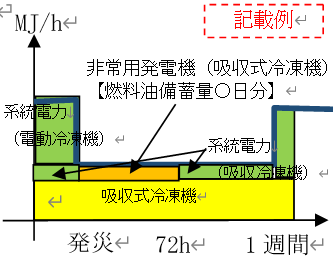 記載例
MJ/h
非常用発電機（吸収式冷凍機）
【燃料油備蓄量〇日分】
系統電力
（電動冷凍機）
系統電力
（吸収冷凍機）
吸収式冷凍機
発災
72h
1週間